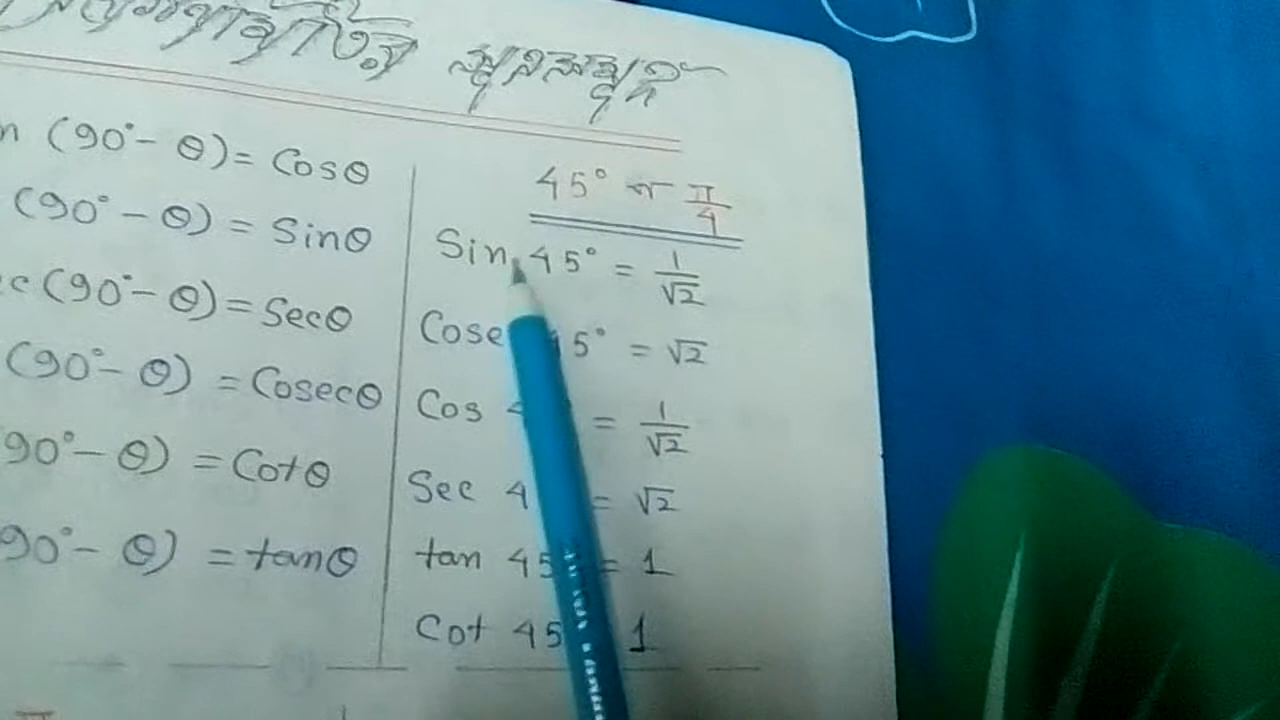 n (90° - θ) = Cosθ
(90° - θ) = Sinθ
c (90° - θ) = Secθ
(90° - θ) = Cosecθ
90° - θ) = Cotθ
90° - θ) = tanθ
45° π/4
Sin 45° = 1/√2
Cose 5° = √2
Cos = 1/√2
Sec 4 = √2
tan 45 = 1
Cot 45 1